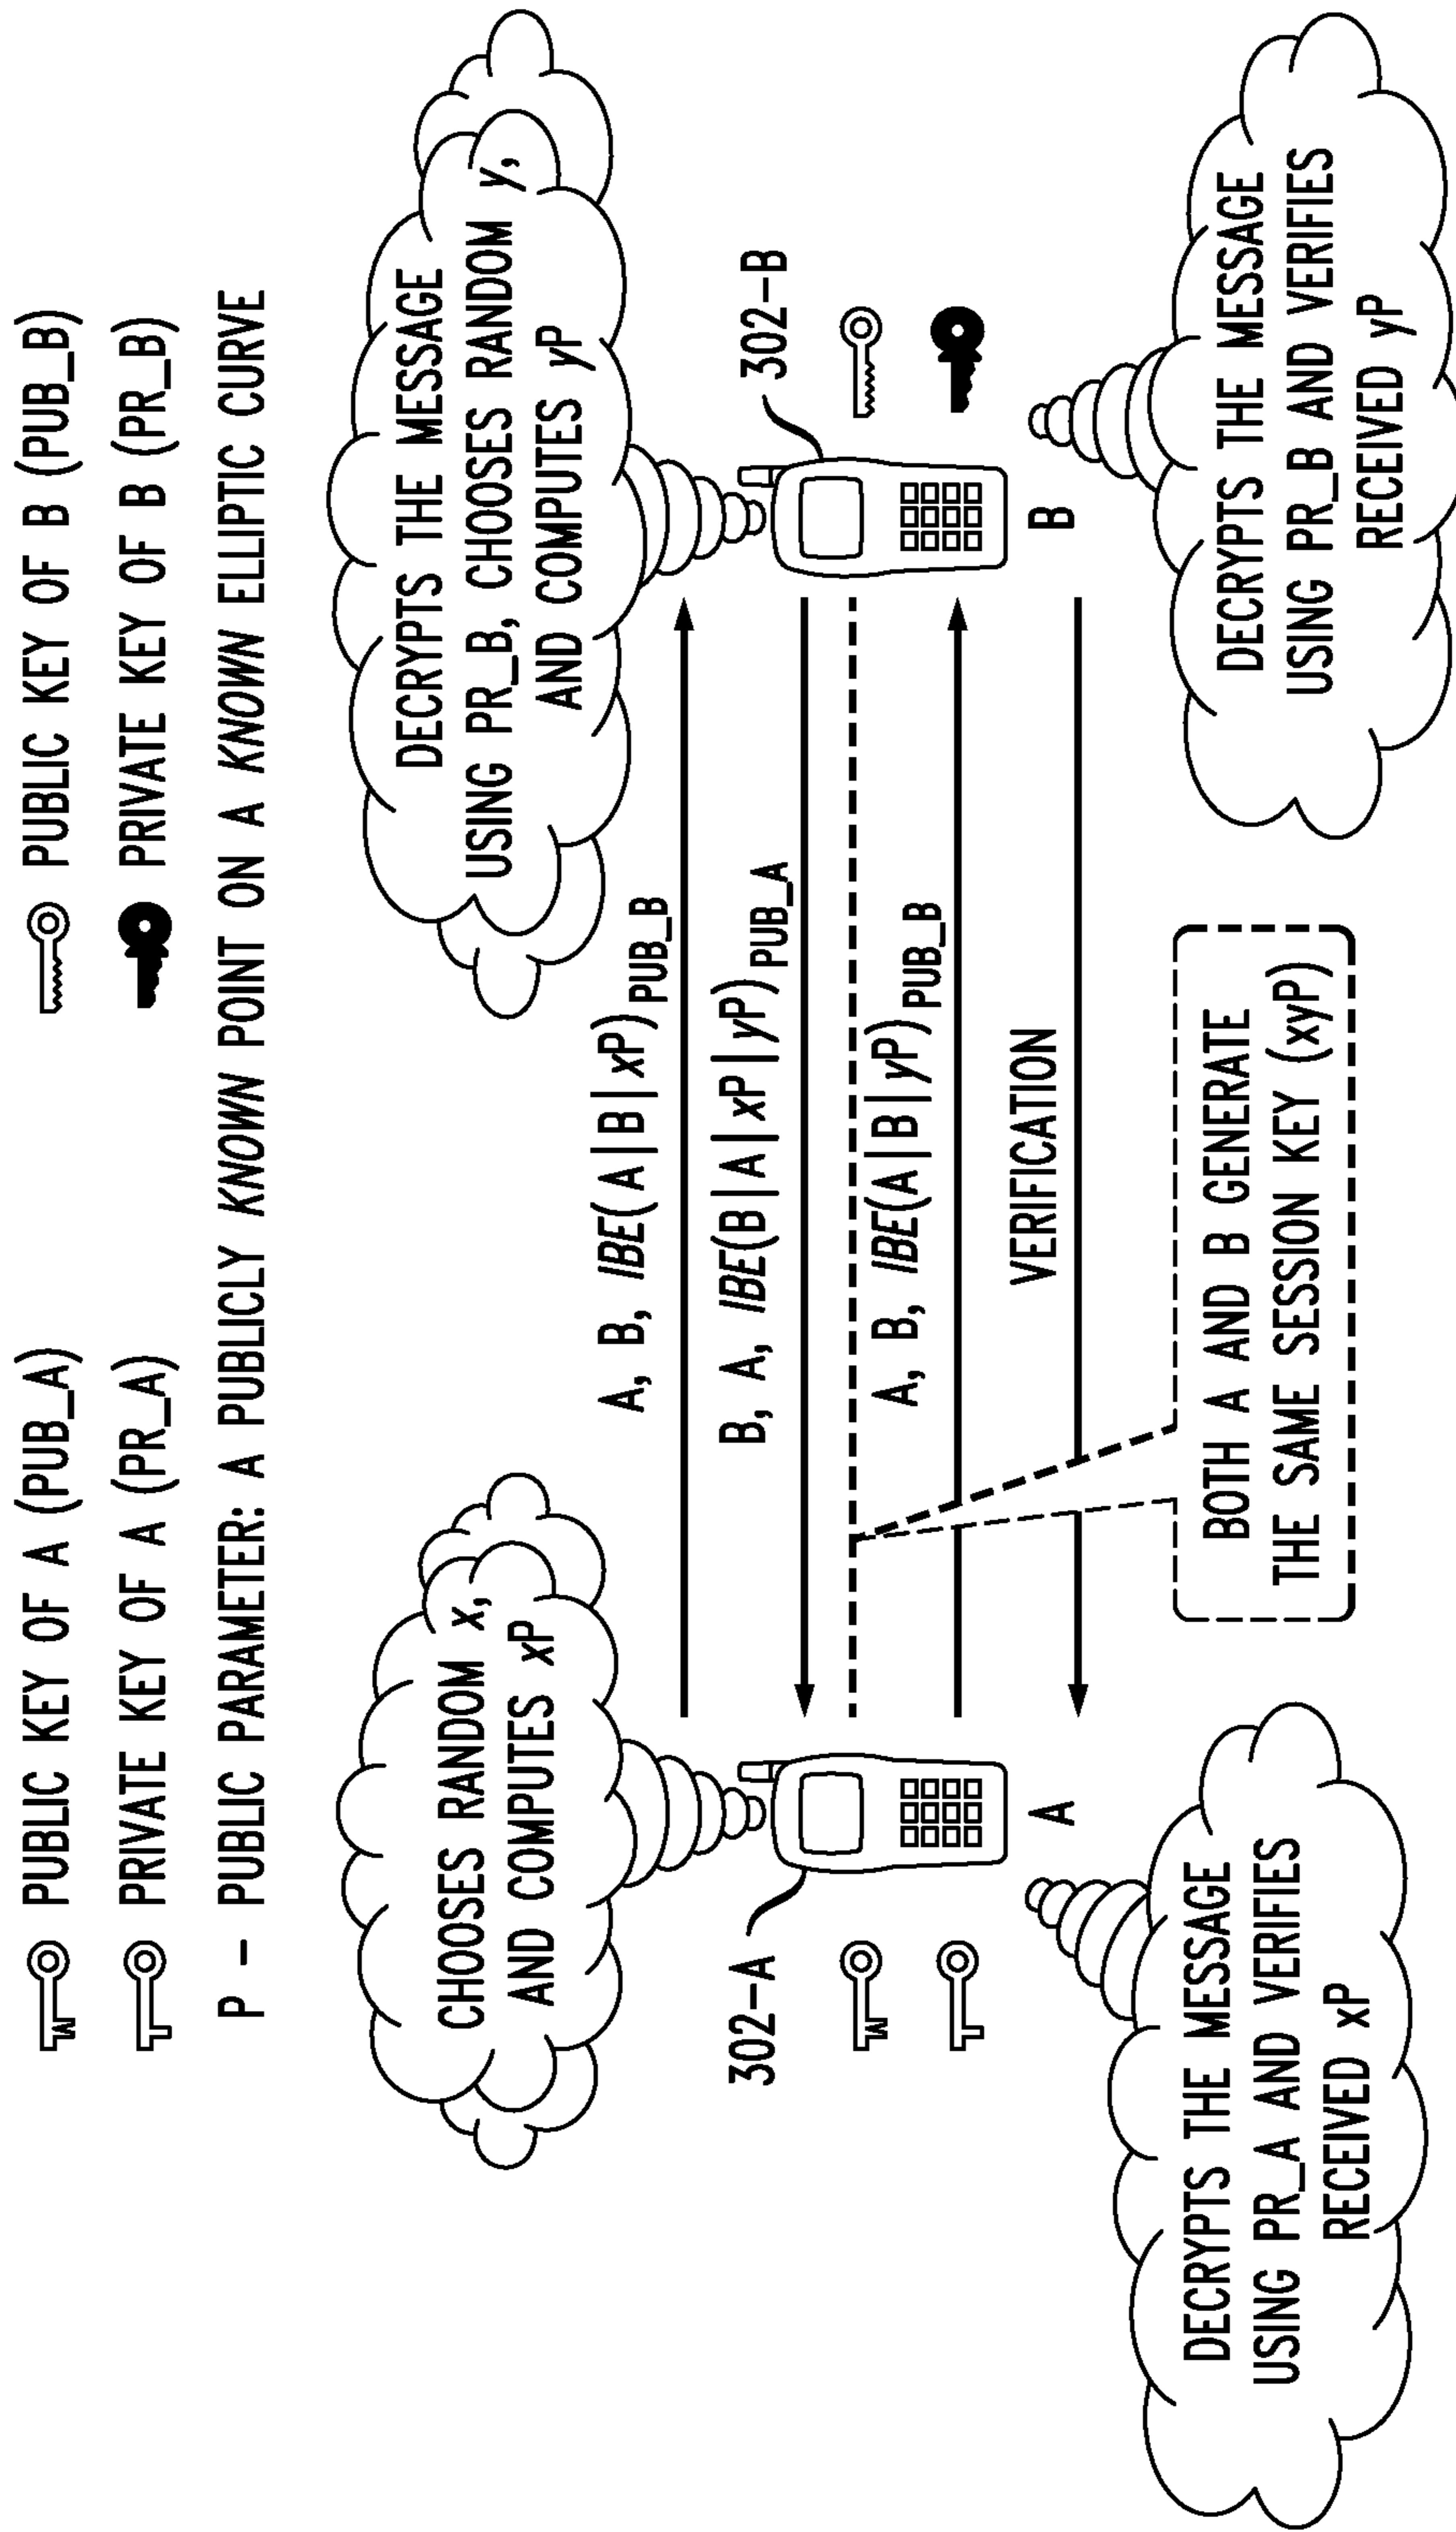 PUBLIC KEY OF A (PUB_A)
PUBLIC KEY OF B (PUB_B)
PRIVATE KEY OF A (PR_A)
PRIVATE KEY OF B (PR_B)
P - PUBLIC PARAMETER: A PUBLICLY KNOWN POINT ON A KNOWN ELLIPTIC CURVE
CHOOSES RANDOM x,
AND COMPUTES xP
DECRYPTS THE MESSAGE
USING PR_B, CHOOSES RANDOM y,
AND COMPUTES yP
A, B, IBE(A|B|xP)PUB_B
B, A, IBE(B|A|xP|yP)PUB_A
A, B, IBE(A|B|yP)PUB_B
VERIFICATION
302-A
302-B
A
B
DECRYPTS THE MESSAGE
USING PR_A AND VERIFIES
RECEIVED xP
BOTH A AND B GENERATE
THE SAME SESSION KEY (xyP)
DECRYPTS THE MESSAGE
USING PR_B AND VERIFIES
RECEIVED yP